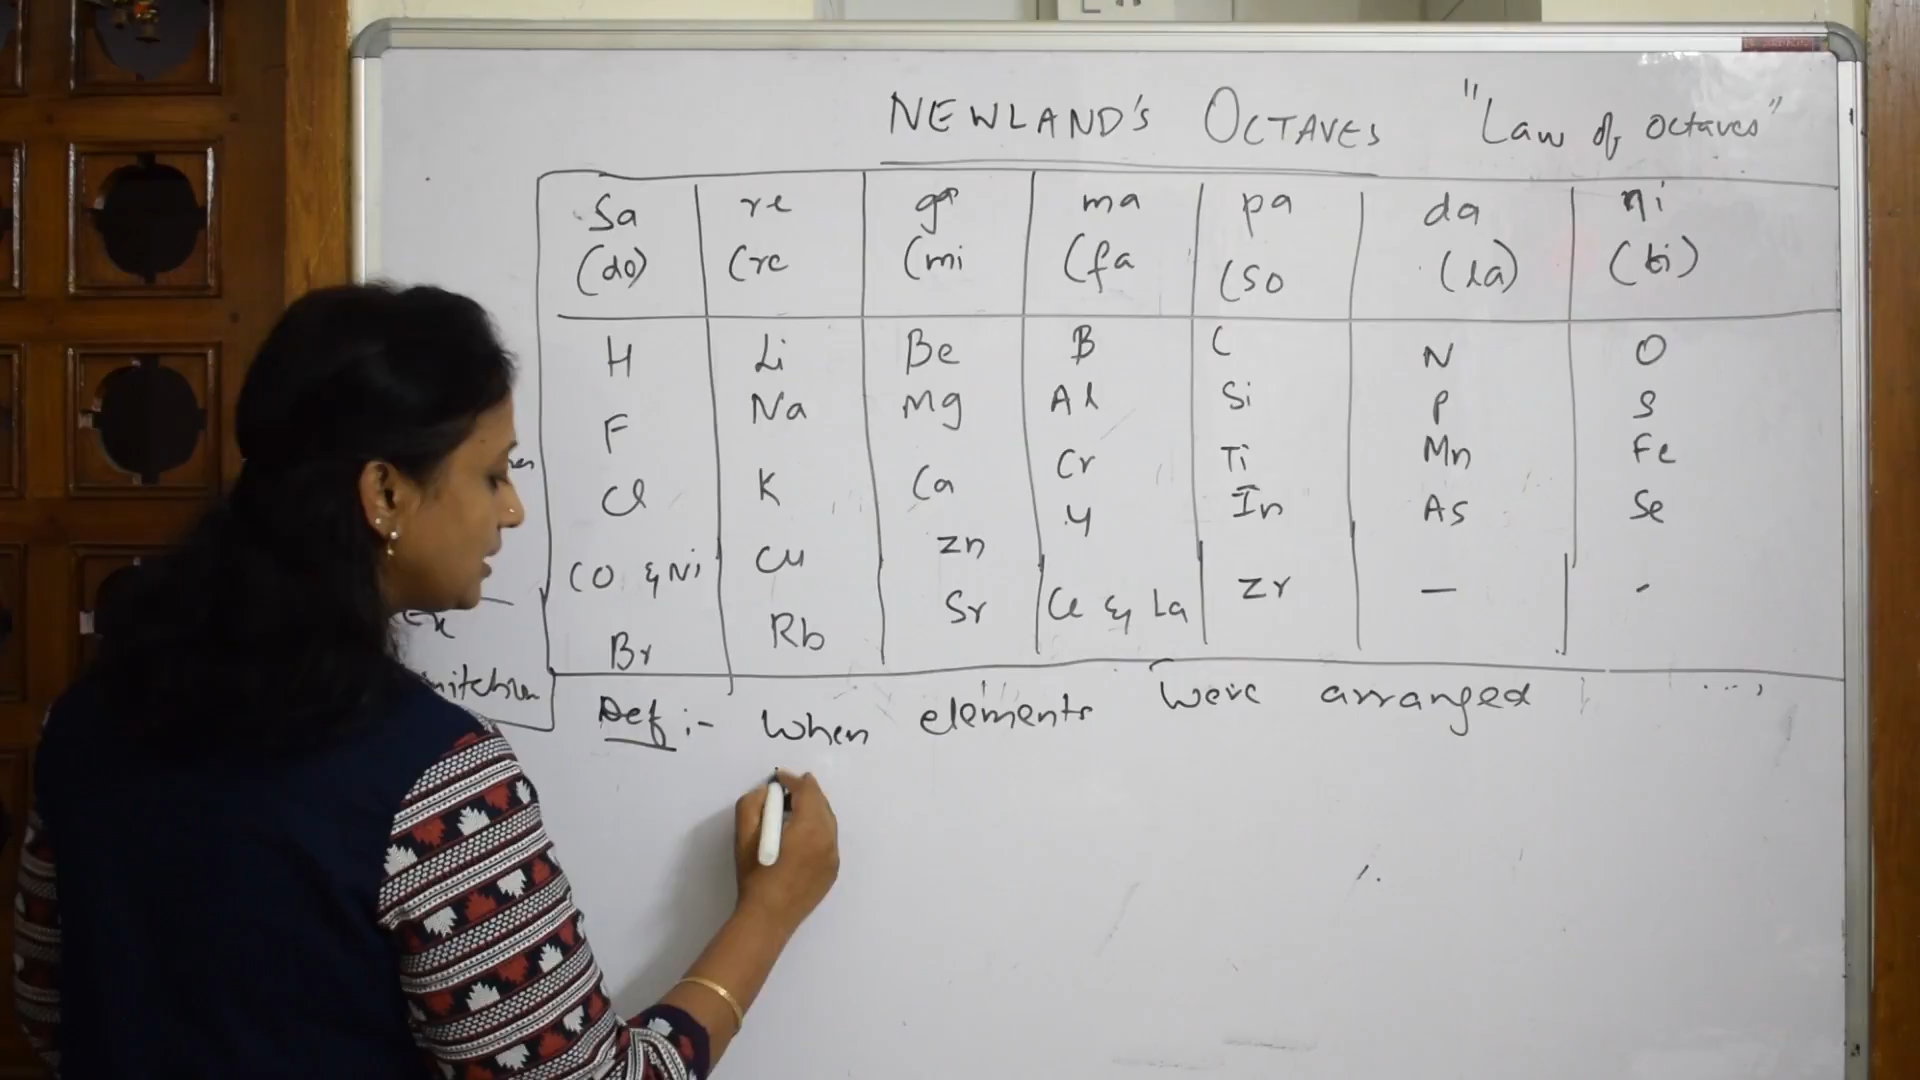 NEWLAND'S OCTAVES "Law of octaves"
Sa re ga ma pa da ni
(do) (re (mi (fa (so (la) (ti)
H Li Be B C N O
F Na Mg Al Si P S
Cl K Ca Cr Ti Mn Fe
Co & Ni Cu Zn Y In As Se
Br Rb Sr Ce & La Zr — -
Def :- When elements were arranged